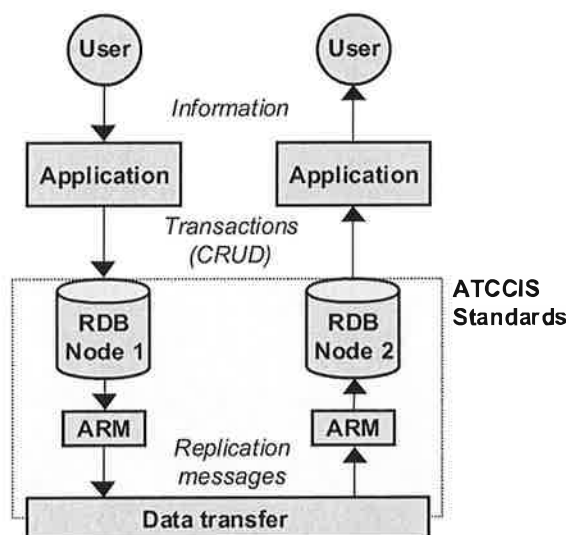 User
User
Information
Application
Application
Transactions
(CRUD)
ATCCIS
Standards
RDB
Node 1
RDB
Node 2
ARM
ARM
Replication
messages
Data transfer